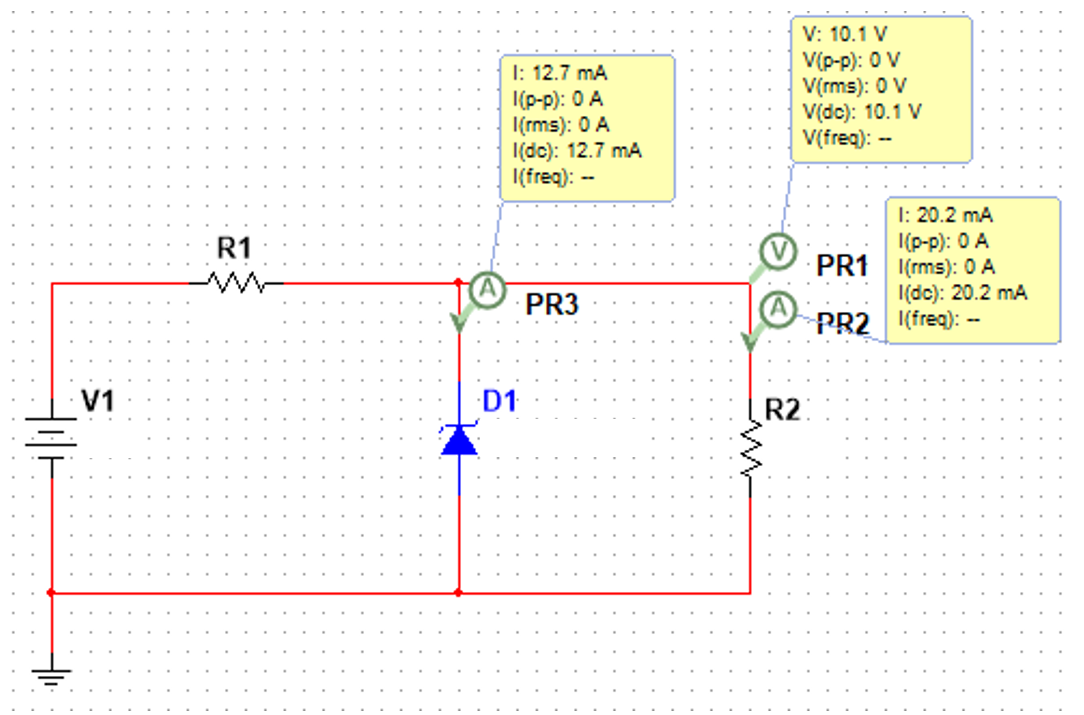 V: 10.1 V
V(p-p): 0 V
V(rms): 0 V
V(dc): 10.1 V
V(freq): --
I: 12.7 mA
I(p-p): 0 A
I(rms): 0 A
I(dc): 12.7 mA
I(freq): --
I: 20.2 mA
I(p-p): 0 A
I(rms): 0 A
I(dc): 20.2 mA
I(freq): --
R1
A
PR3
V
PR1
A
PR2
V1
D1
R2